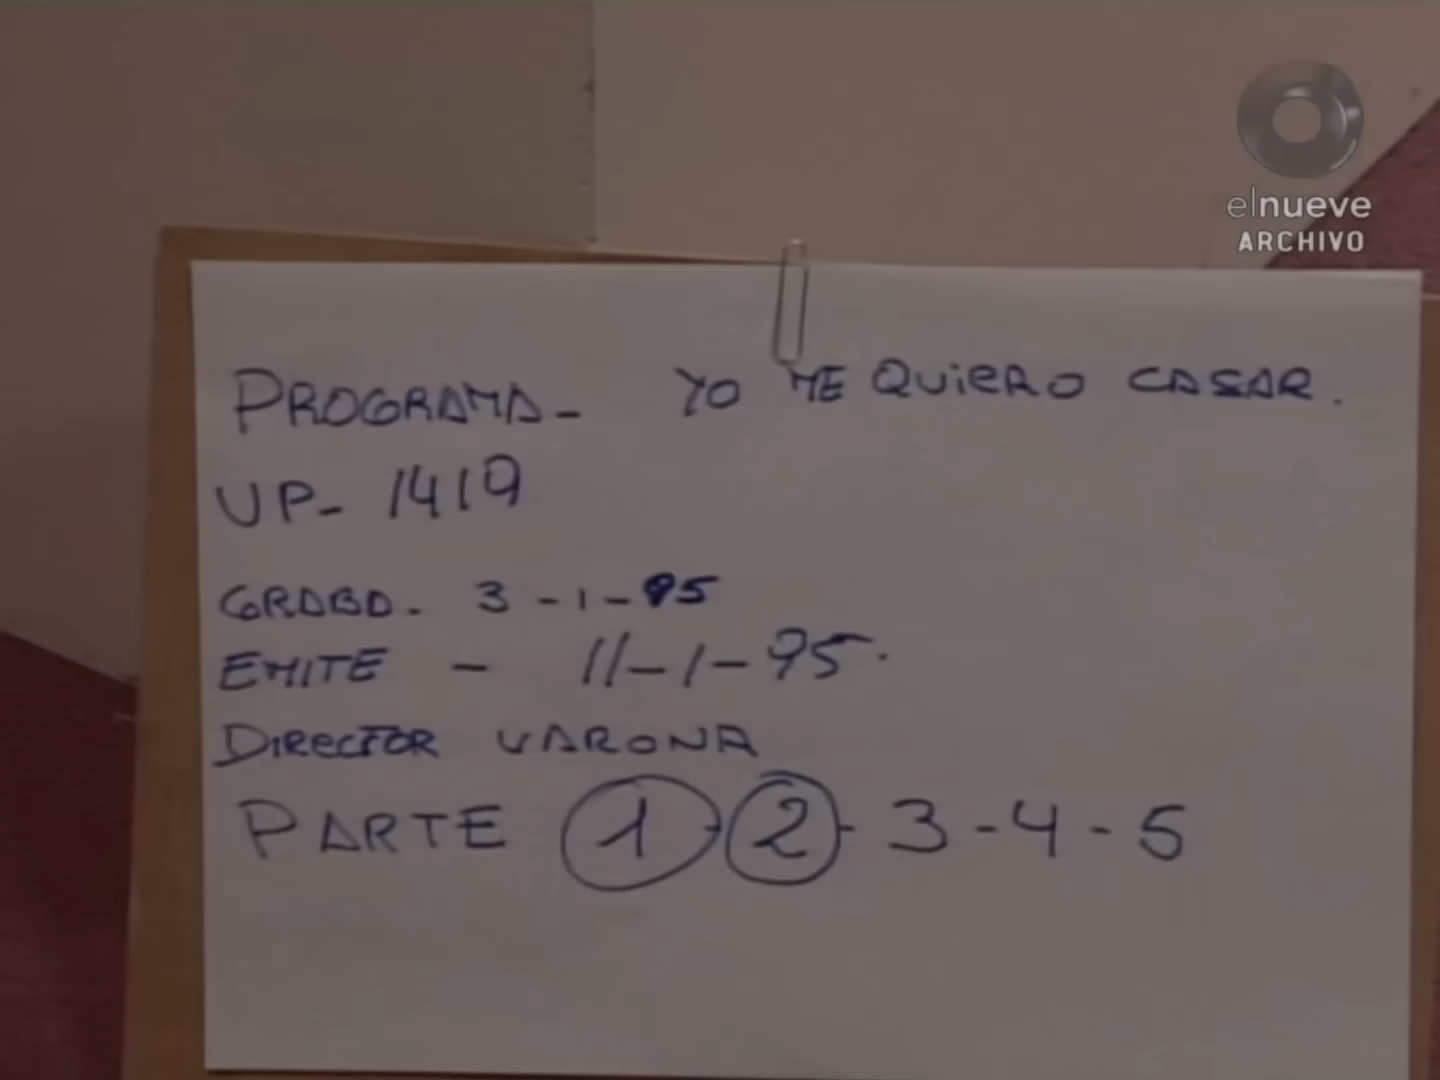 elnueve
ARCHIVO
PROGRAMA- YO ME QUIERO CASAR.
UP- 1419
GRABA. 3-1-95
EMITE - 11-1-95.
DIRECTOR VARONA
PARTE 1-2-3-4-5